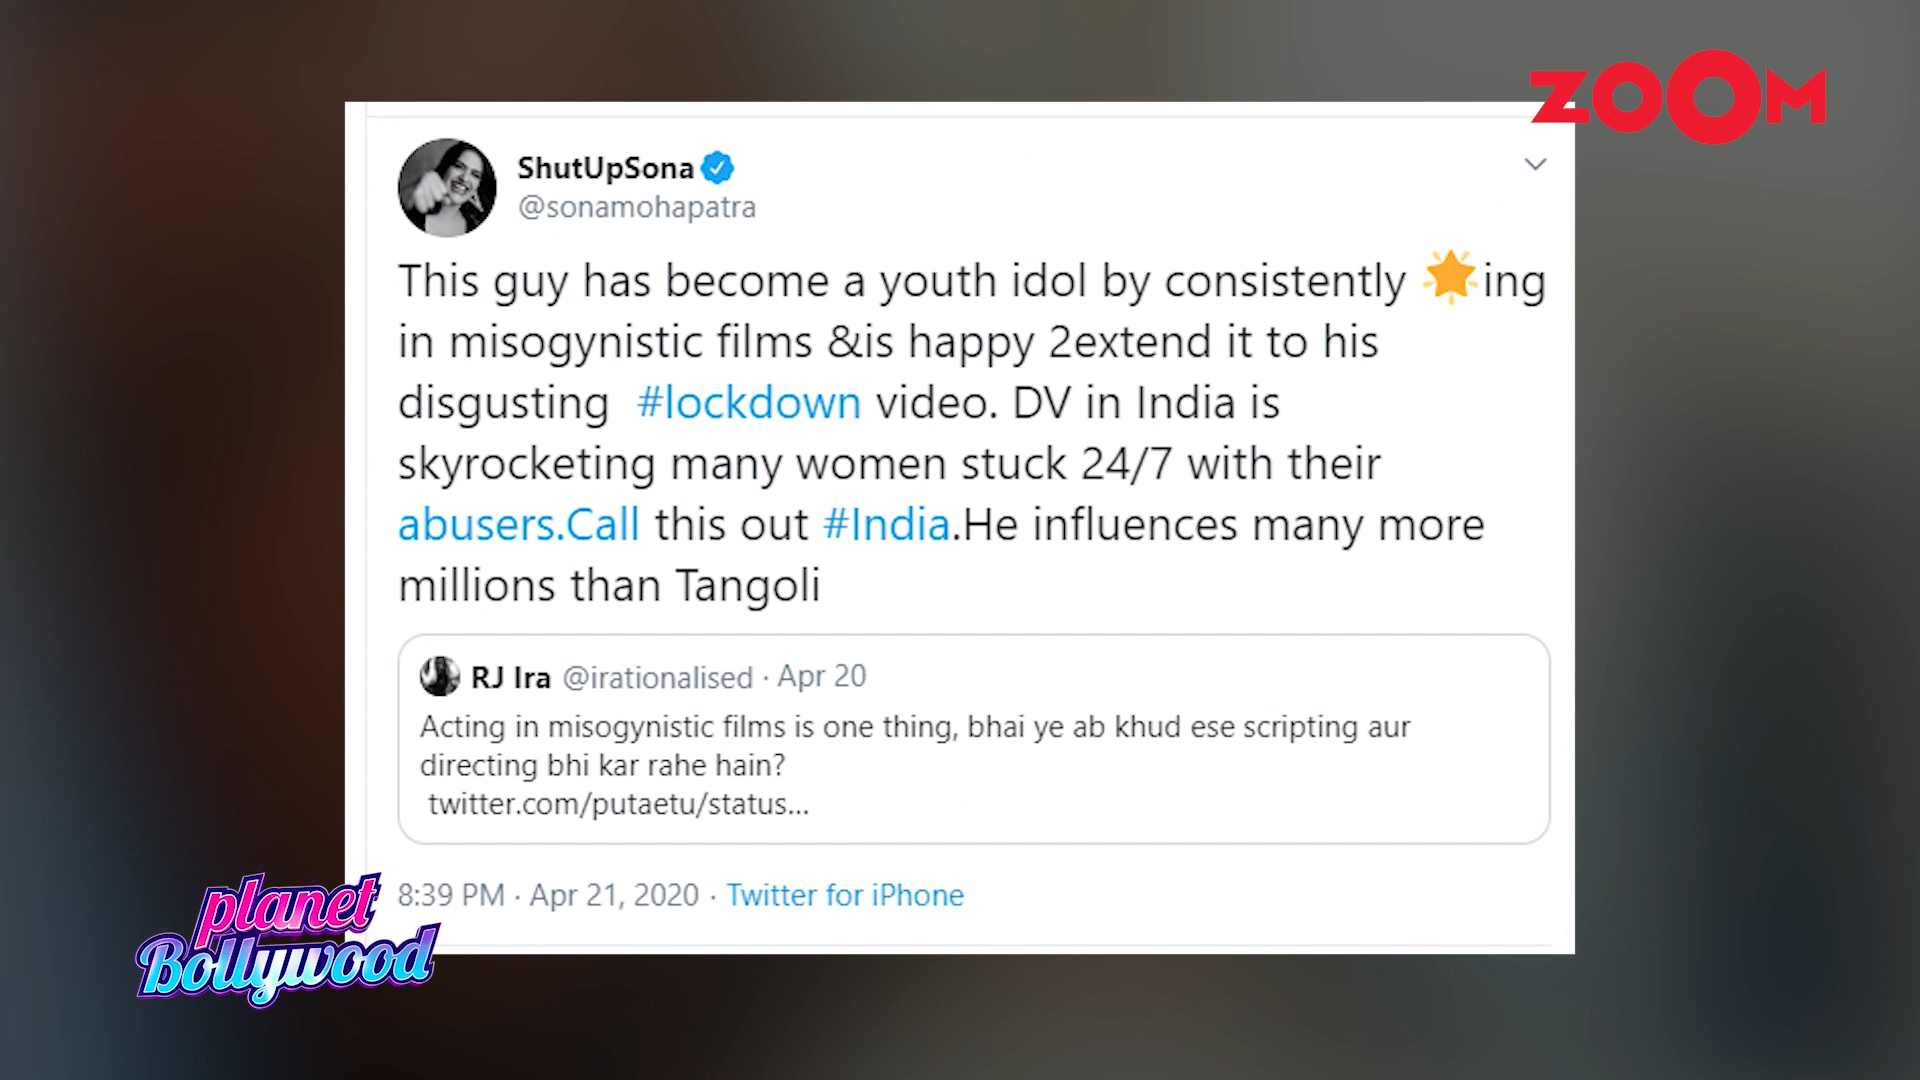 ZOOM
ShutUpSona
@sonamohapatra
This guy has become a youth idol by consistently 🌟ing
in misogynistic films &is happy 2extend it to his
disgusting #lockdown video. DV in India is
skyrocketing many women stuck 24/7 with their
abusers.Call this out #India.He influences many more
millions than Tangoli
RJ Ira @irationalised · Apr 20
Acting in misogynistic films is one thing, bhai ye ab khud ese scripting aur
directing bhi kar rahe hain?
twitter.com/putaetu/status...
8:39 PM · Apr 21, 2020 · Twitter for iPhone
planet
Bollywood